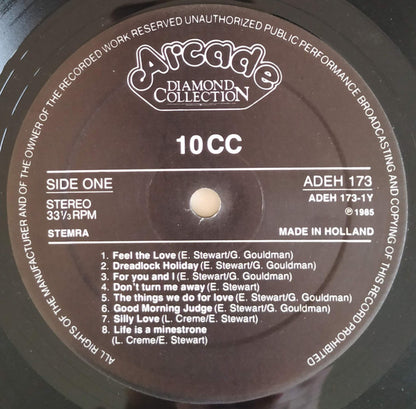 ALL RIGHTS OF THE MANUFACTURER AND OF THE OWNER OF THE RECORDED WORK RESERVED UNAUTHORIZED PUBLIC PERFORMANCE BROADCASTING AND COPYING OF THIS RECORD PROHIBITED
Arcade
DIAMOND
COLLECTION
10CC
SIDE ONE
STEREO
33⅓ RPM
STEMRA
ADEH 173
ADEH 173-1Y
℗ 1985
MADE IN HOLLAND
1. Feel the Love (E. Stewart/G. Gouldman)
2. Dreadlock Holiday (E. Stewart/G. Gouldman)
3. For you and I (E. Stewart/G. Gouldman)
4. Don't turn me away (E. Stewart)
5. The things we do for love (E. Stewart/G. Gouldman)
6. Good Morning Judge (E. Stewart/G. Gouldman)
7. Silly Love (L. Creme/E. Stewart)
8. Life is a minestrone
(L. Creme/E. Stewart)